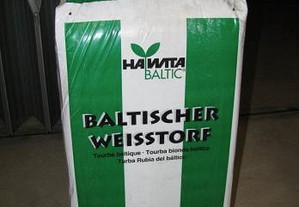 HAWITA
BALTIC
BALTISCHER
WEISSTORF
Tourbe baltique · Tourba bionda baltica
Turba Rubia del báltico